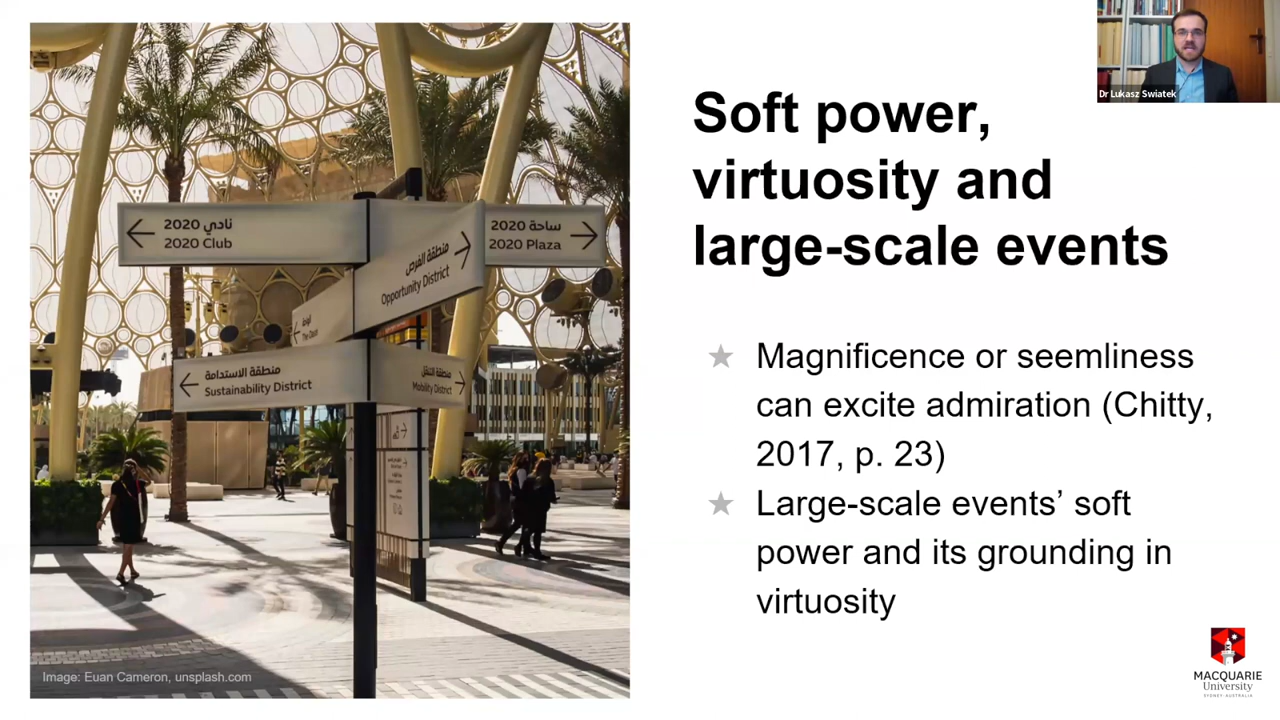 Dr Lukasz Swiatek
Soft power,
virtuosity and
large-scale events
Magnificence or seemliness
can excite admiration (Chitty,
2017, p. 23)
Large-scale events’ soft
power and its grounding in
virtuosity
نادي 2020
2020 Club
ساحة 2020
2020 Plaza
منطقة الفرص
Opportunity District
منطقة الاستدامة
Sustainability District
منطقة التنقل
Mobility District
Image: Euan Cameron, unsplash.com
MACQUARIE
University
SYDNEY·AUSTRALIA